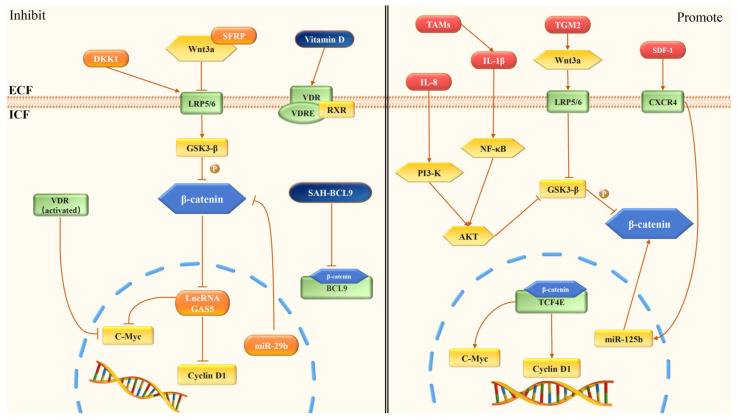 Inhibit
SFRP
Wnt3a
DKK1
Vitamin D
ECF
ICF
LRP5/6
VDR
VDRE
RXR
GSK3-β
P
β-catenin
VDR
(activated)
SAH-BCL9
β-catenin
BCL9
LncRNA
GAS5
C-Myc
miR-29b
Cyclin D1
Promote
TAMs
TGM2
IL-1β
Wnt3a
SDF-1
IL-8
LRP5/6
CXCR4
NF-κB
PI3-K
GSK3-β
P
β-catenin
AKT
β-catenin
TCF4E
miR-125b
C-Myc
Cyclin D1